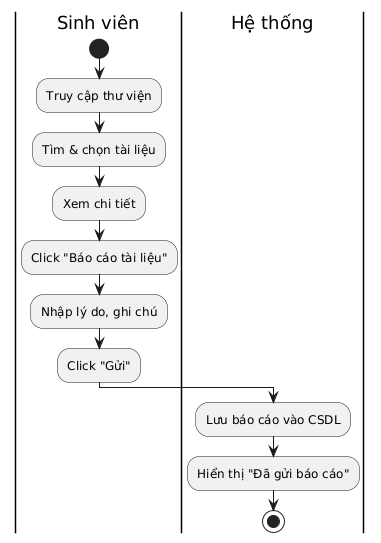 Sinh viên
Hệ thống
Truy cập thư viện
Tìm & chọn tài liệu
Xem chi tiết
Click "Báo cáo tài liệu"
Nhập lý do, ghi chú
Click "Gửi"
Lưu báo cáo vào CSDL
Hiển thị "Đã gửi báo cáo"